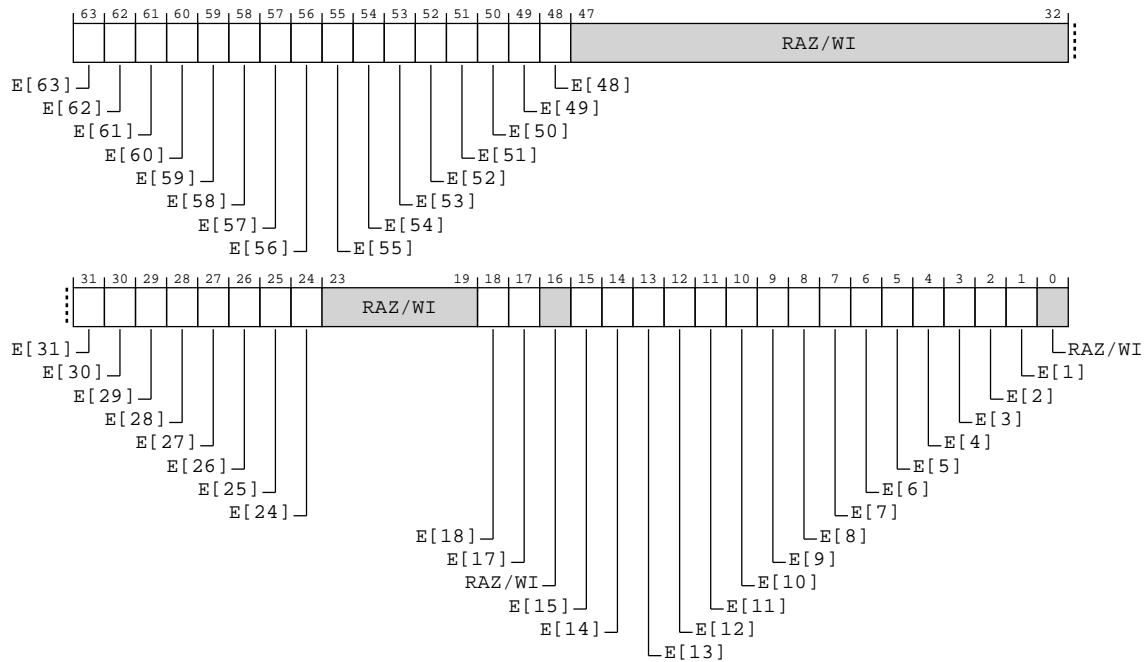 63 62 61 60 59 58 57 56 55 54 53 52 51 50 49 48 47 32
RAZ/WI
E[63] E[48]
E[62] E[49]
E[61] E[50]
E[60] E[51]
E[59] E[52]
E[58] E[53]
E[57] E[54]
E[56] E[55]
31 30 29 28 27 26 25 24 23 19 18 17 16 15 14 13 12 11 10 9 8 7 6 5 4 3 2 1 0
RAZ/WI
E[31] RAZ/WI
E[30] E[1]
E[29] E[2]
E[28] E[3]
E[27] E[4]
E[26] E[5]
E[25] E[6]
E[24] E[7]
E[18] E[8]
E[17] E[9]
RAZ/WI E[10]
E[15] E[11]
E[14] E[12]
E[13]